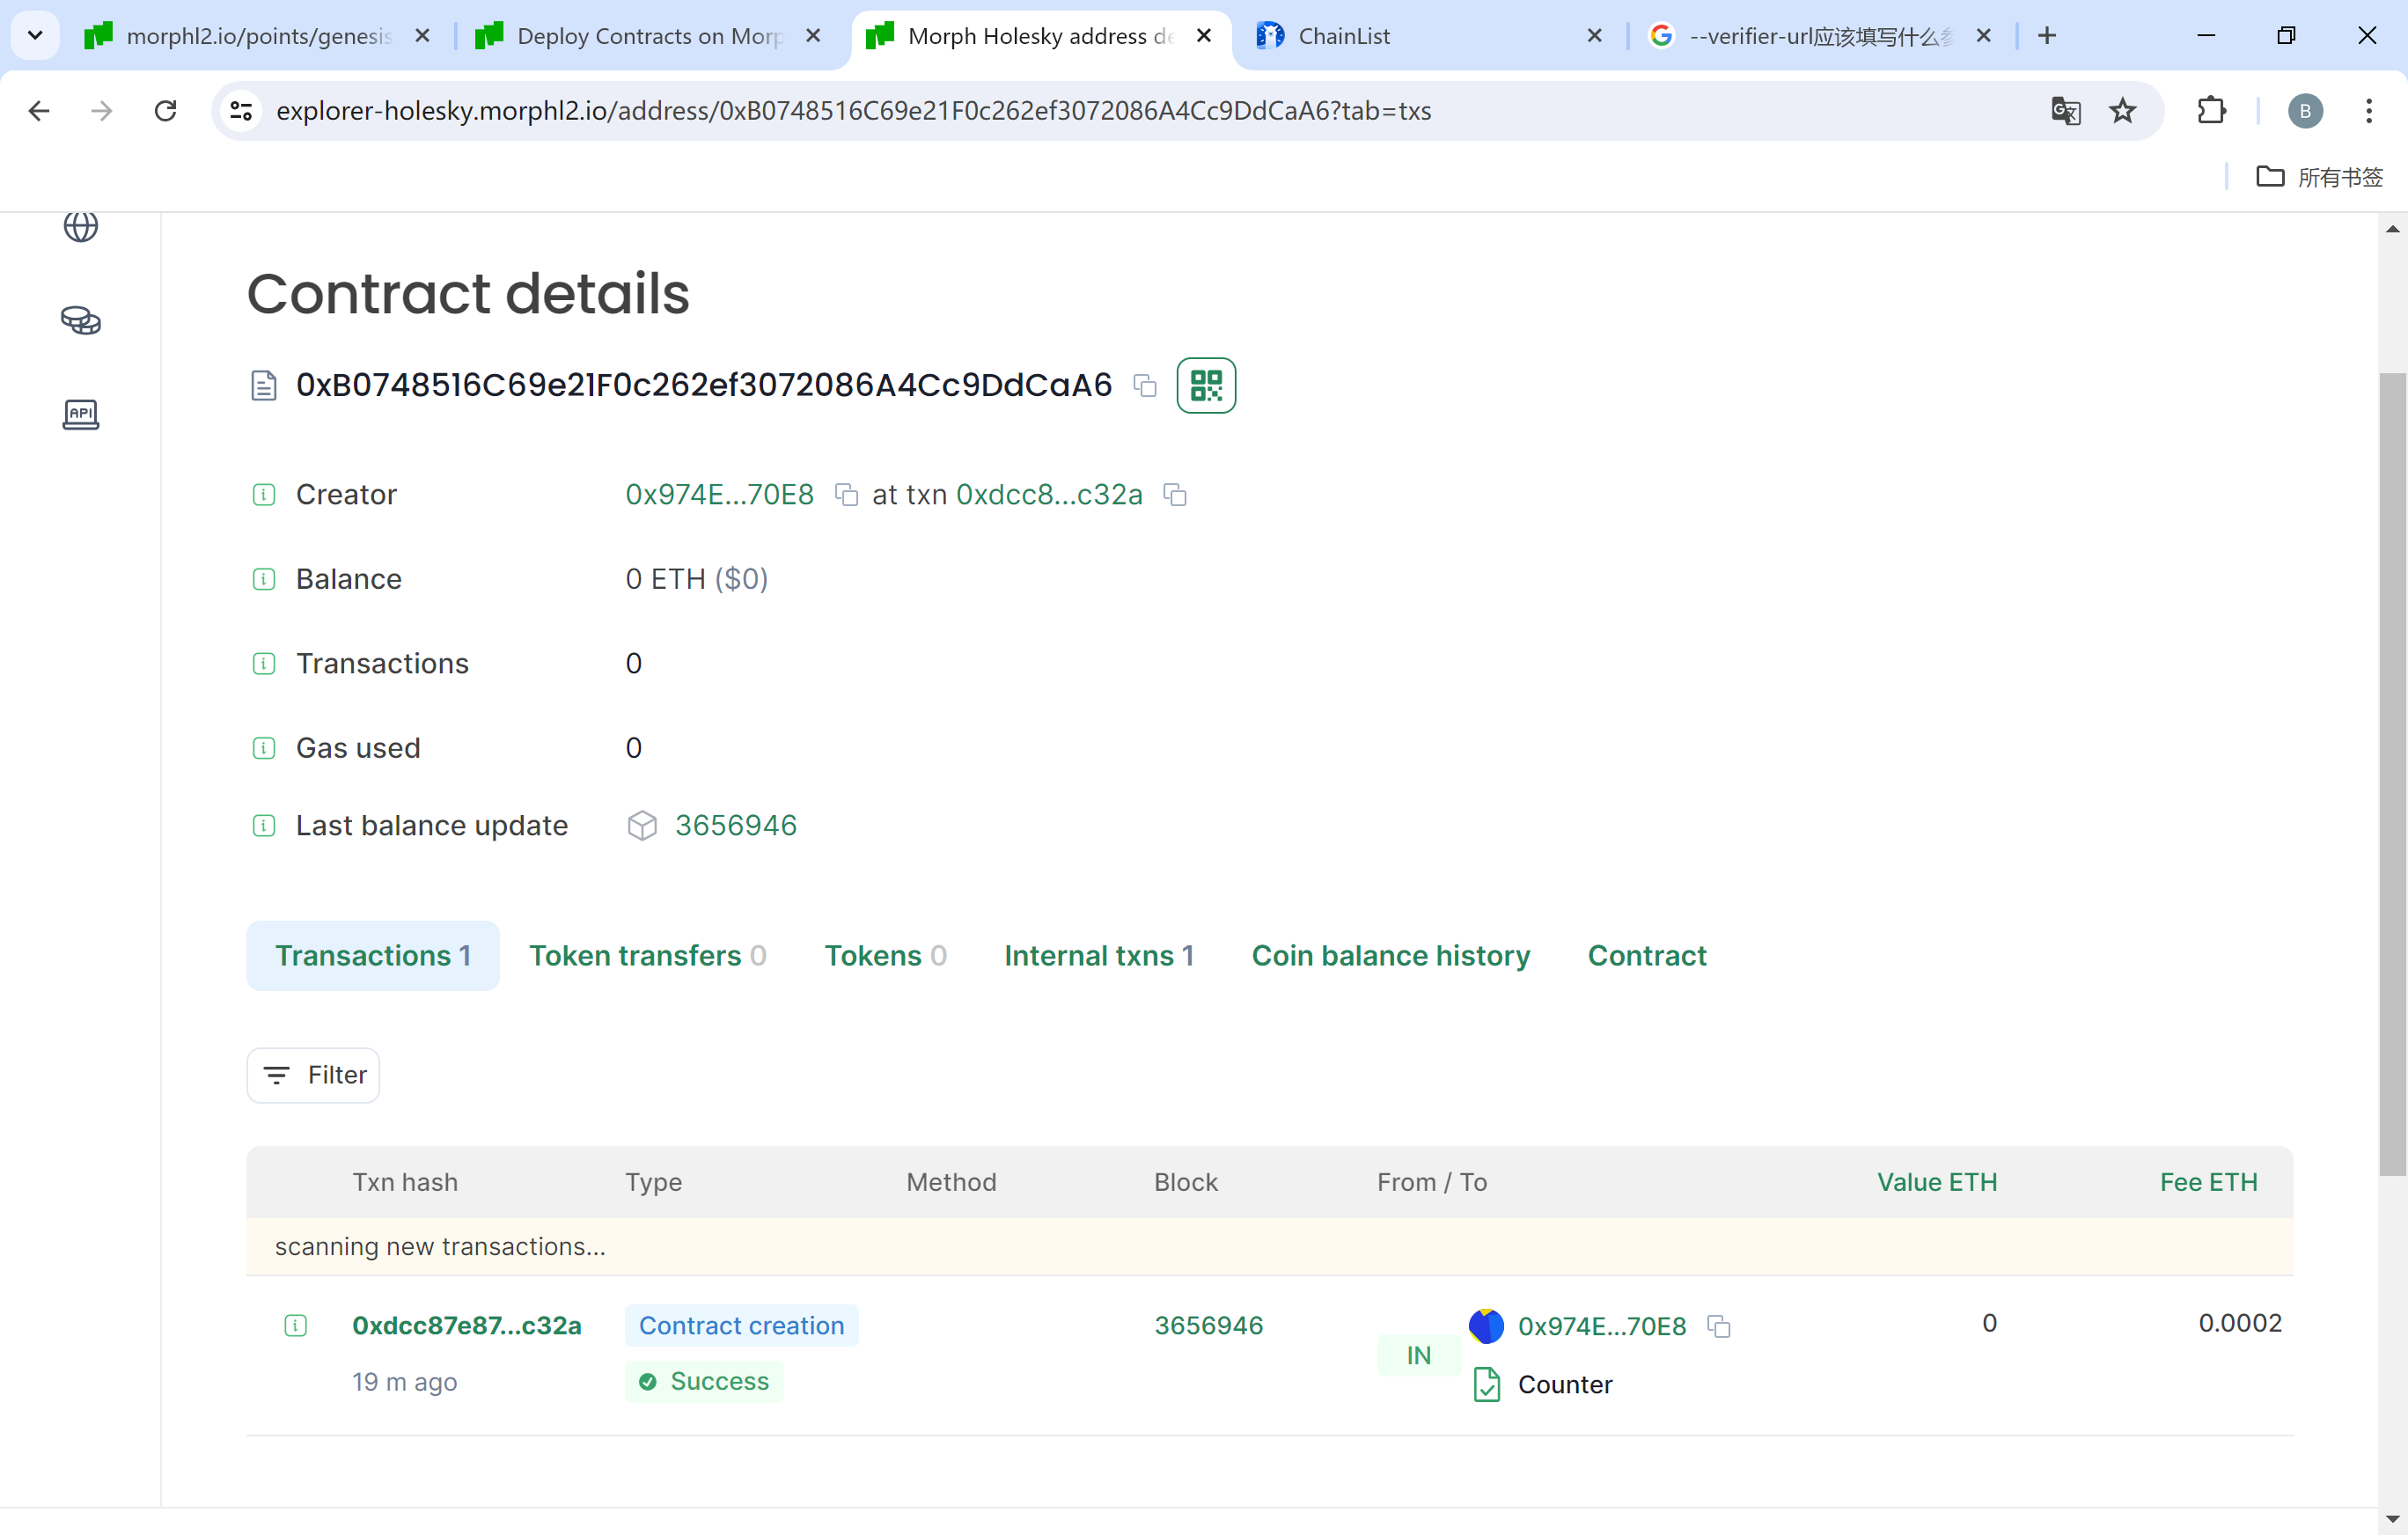 morphl2.io/points/genesis
Deploy Contracts on Morp
Morph Holesky address de
ChainList
--verifier-url应该填写什么参
explorer-holesky.morphl2.io/address/0xB0748516C69e21F0c262ef3072086A4Cc9DdCaA6?tab=txs
B
所有书签
API
Contract details
0xB0748516C69e21F0c262ef3072086A4Cc9DdCaA6
Creator 0x974E...70E8 at txn 0xdcc8...c32a
Balance 0 ETH ($0)
Transactions 0
Gas used 0
Last balance update 3656946
Transactions 1 Token transfers 0 Tokens 0 Internal txns 1 Coin balance history Contract
Filter
Txn hash Type Method Block From / To Value ETH Fee ETH
scanning new transactions...
0xdcc87e87...c32a Contract creation 3656946 0x974E...70E8 0 0.0002
IN
19 m ago Success Counter